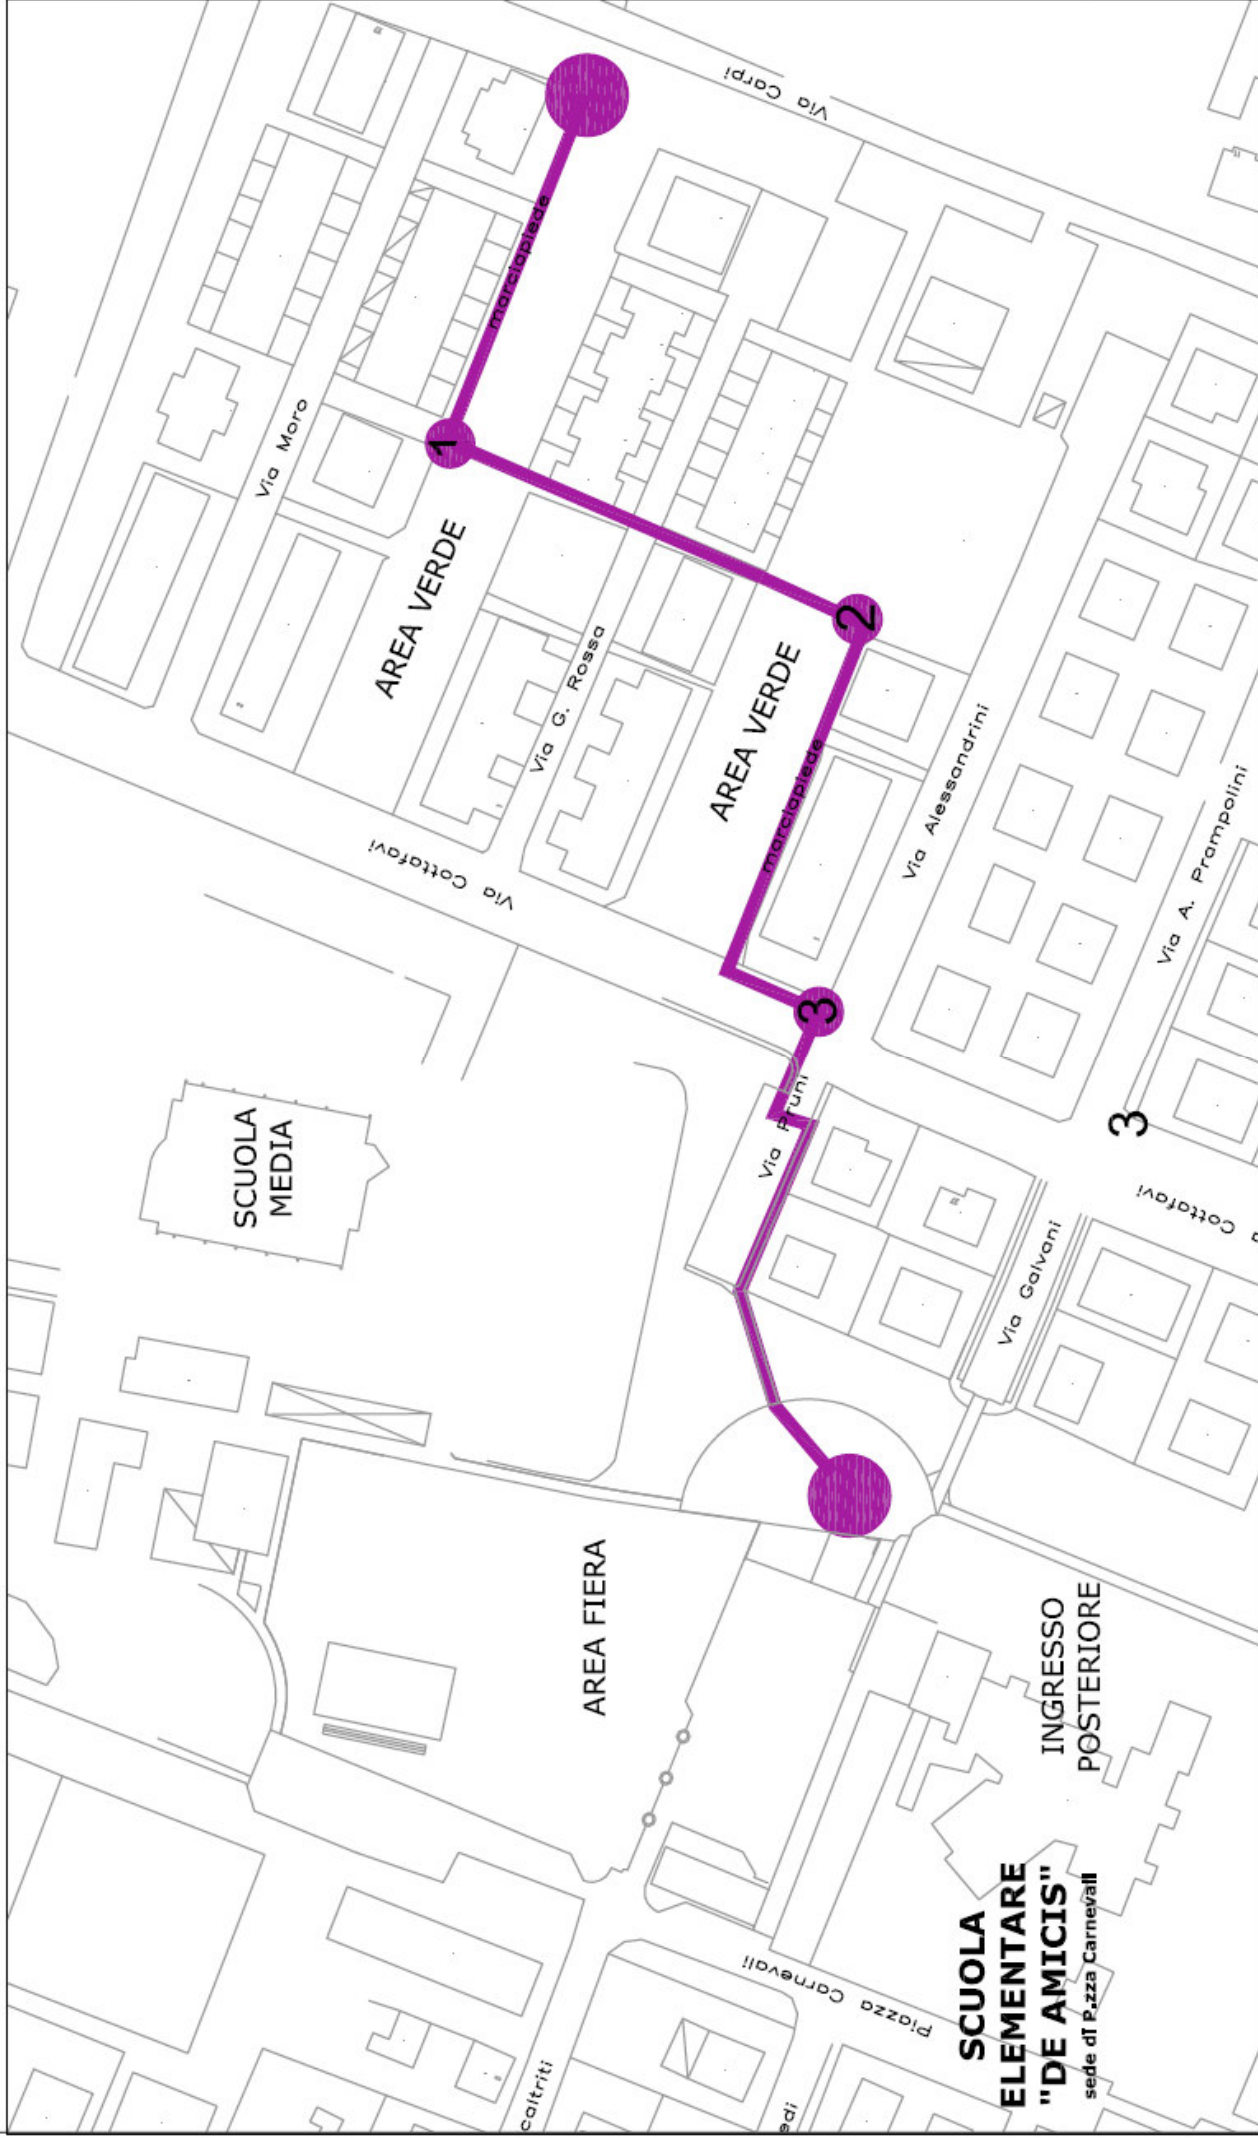 Via Carpi
marciapiede
1
Via Moro
AREA VERDE
2
Via G. Rossa
AREA VERDE
marciapiede
Via Alessandrini
Via A. Prampolini
Via Cottafavi
3
Via Pruni
3
SCUOLA
MEDIA
Cottafavi
Via Galvani
AREA FIERA
INGRESSO
POSTERIORE
SCUOLA
ELEMENTARE
"DE AMICIS"
sede di P.zza Carnevali
Piazza Carnevali
caltriti
edi